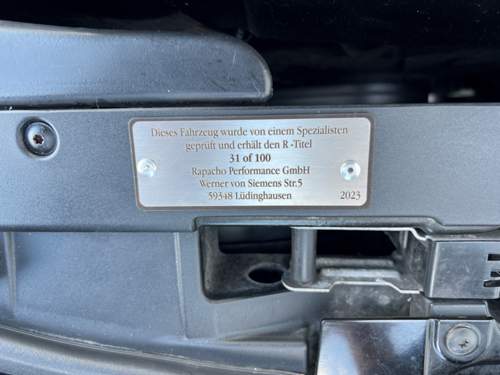 Dieses Fahrzeug wurde von einem Spezialisten
geprüft und erhält den R-Titel
31 of 100
Rapacho Performance GmbH
Werner von Siemens Str.5
59348 Lüdinghausen 2023